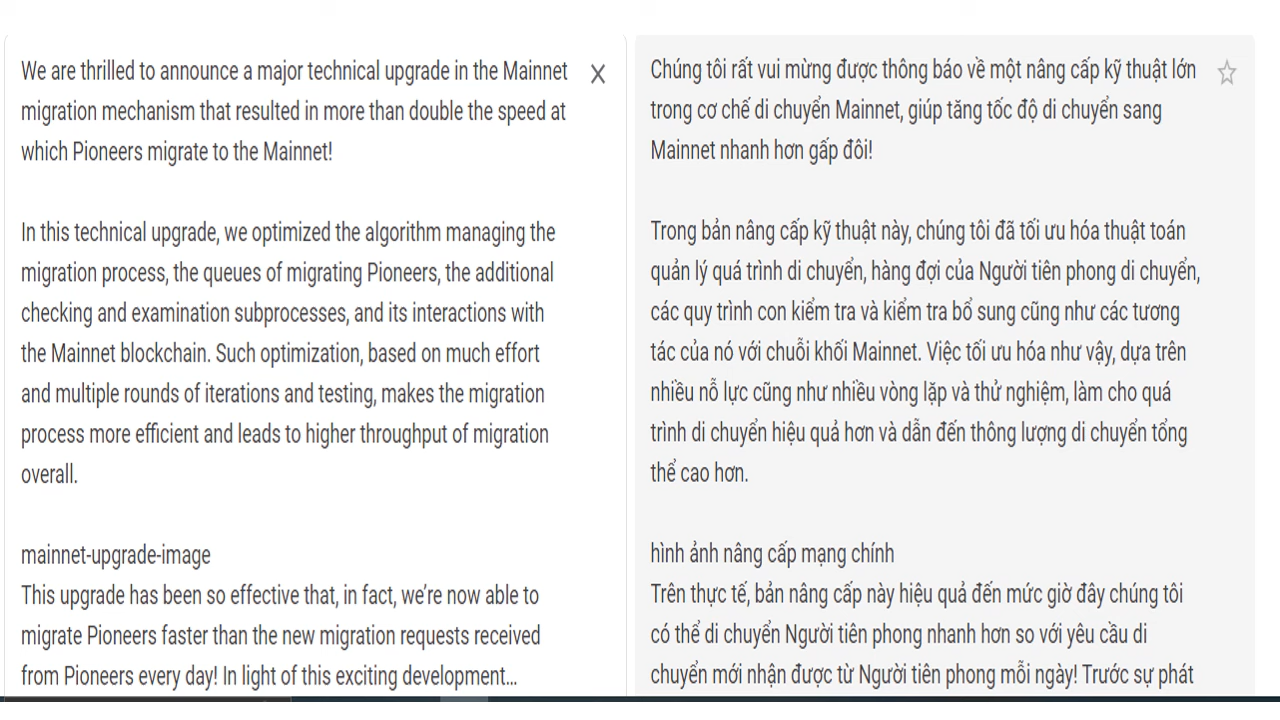 We are thrilled to announce a major technical upgrade in the Mainnet
migration mechanism that resulted in more than double the speed at
which Pioneers migrate to the Mainnet!
In this technical upgrade, we optimized the algorithm managing the
migration process, the queues of migrating Pioneers, the additional
checking and examination subprocesses, and its interactions with
the Mainnet blockchain. Such optimization, based on much effort
and multiple rounds of iterations and testing, makes the migration
process more efficient and leads to higher throughput of migration
overall.
mainnet-upgrade-image
This upgrade has been so effective that, in fact, we’re now able to
migrate Pioneers faster than the new migration requests received
from Pioneers every day! In light of this exciting development...
Chúng tôi rất vui mừng được thông báo về một nâng cấp kỹ thuật lớn
trong cơ chế di chuyển Mainnet, giúp tăng tốc độ di chuyển sang
Mainnet nhanh hơn gấp đôi!
Trong bản nâng cấp kỹ thuật này, chúng tôi đã tối ưu hóa thuật toán
quản lý quá trình di chuyển, hàng đợi của Người tiên phong di chuyển,
các quy trình con kiểm tra và kiểm tra bổ sung cũng như các tương
tác của nó với chuỗi khối Mainnet. Việc tối ưu hóa như vậy, dựa trên
nhiều nỗ lực cũng như nhiều vòng lặp và thử nghiệm, làm cho quá
trình di chuyển hiệu quả hơn và dẫn đến thông lượng di chuyển tổng
thể cao hơn.
hình ảnh nâng cấp mạng chính
Trên thực tế, bản nâng cấp này hiệu quả đến mức giờ đây chúng tôi
có thể di chuyển Người tiên phong nhanh hơn so với yêu cầu di
chuyển mới nhận được từ Người tiên phong mỗi ngày! Trước sự phát